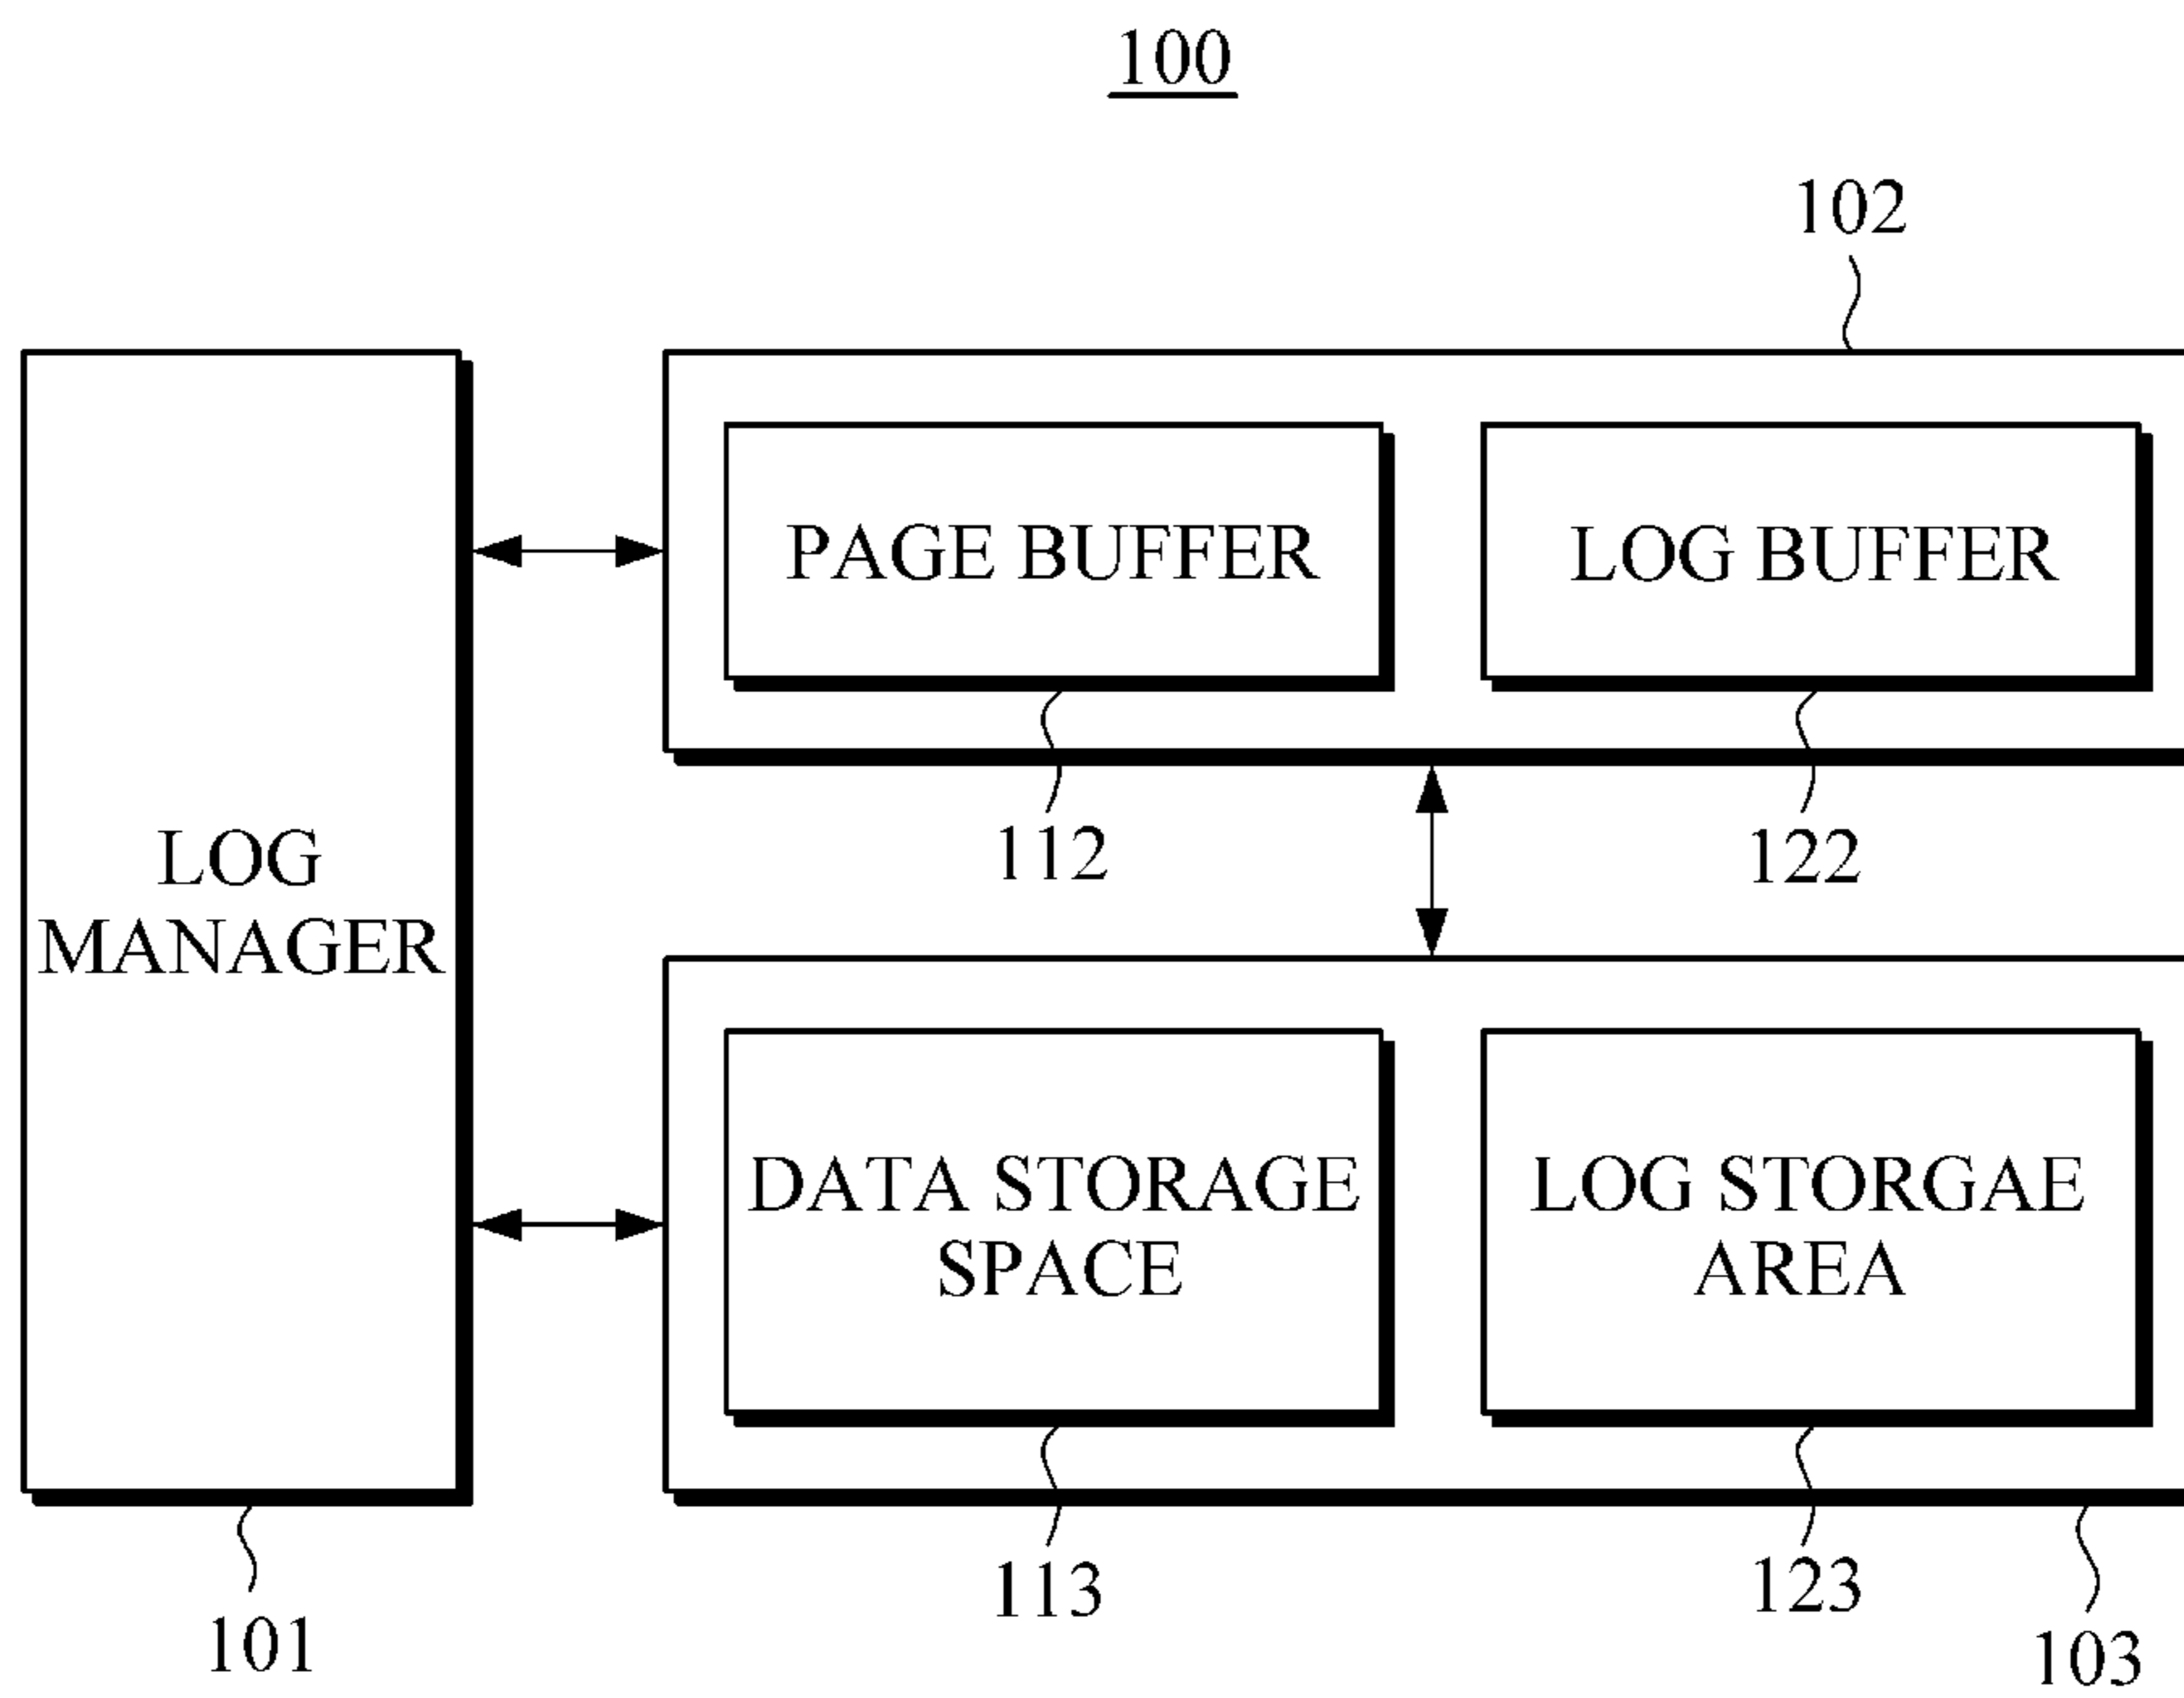 100
102
PAGE BUFFER
LOG BUFFER
112
122
LOG
MANAGER
DATA STORAGE
SPACE
LOG STORGAE
AREA
113
123
101
103